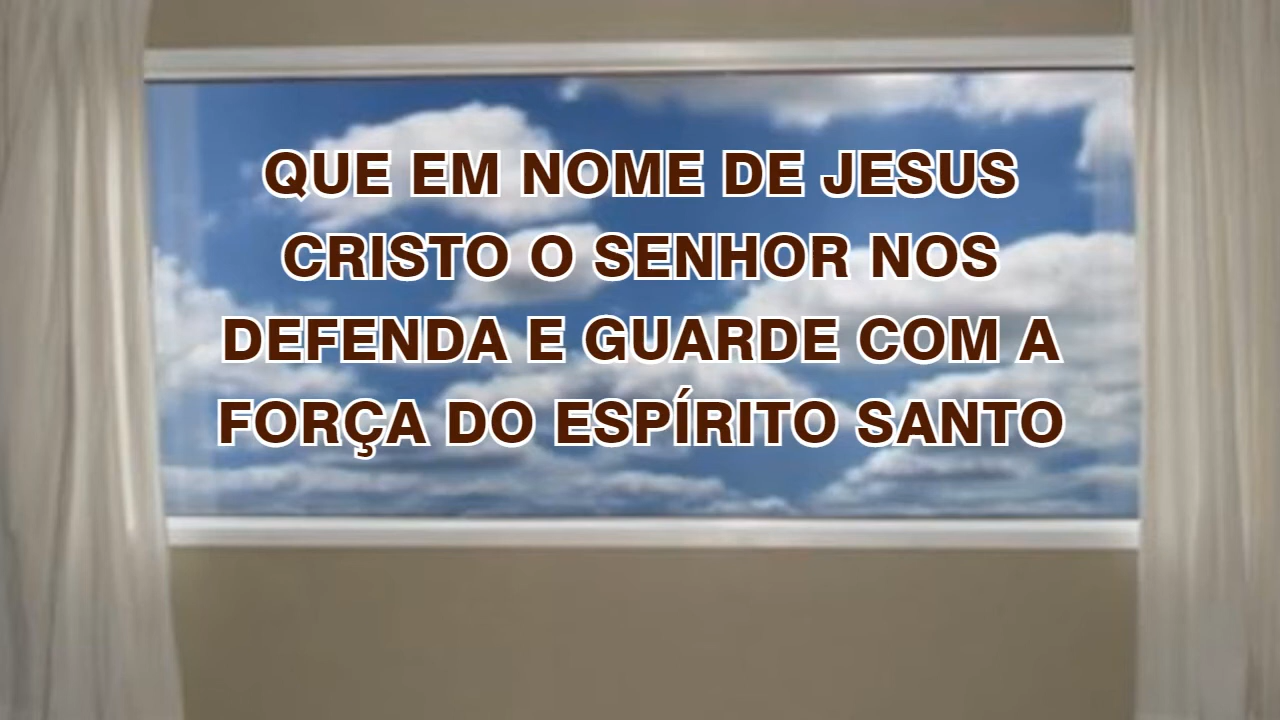 QUE EM NOME DE JESUS
CRISTO O SENHOR NOS
DEFENDA E GUARDE COM A
FORÇA DO ESPÍRITO SANTO